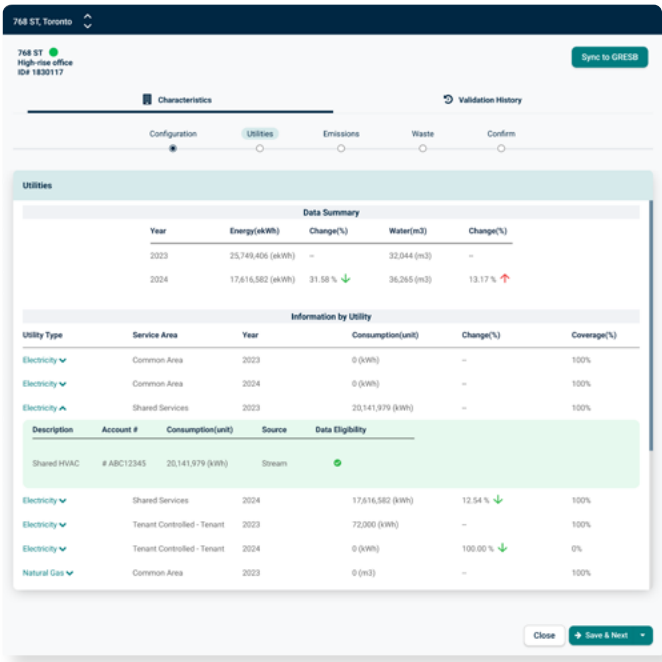 768 ST, Toronto
768 ST
High-rise office
ID# 1830117
Sync to GRESB
Characteristics Validation History
Configuration Utilities Emissions Waste Confirm
Utilities
Data Summary
Year Energy(ekWh) Change(%) Water(m3) Change(%)
2023 25,749,406 (ekWh) – 32,044 (m3) –
2024 17,616,582 (ekWh) 31.58 % 36,265 (m3) 13.17 %
Information by Utility
Utility Type Service Area Year Consumption(unit) Change(%) Coverage(%)
Electricity Common Area 2023 0 (kWh) – 100%
Electricity Common Area 2024 0 (kWh) – 100%
Electricity Shared Services 2023 20,141,979 (kWh) – 100%
Description Account # Consumption(unit) Source Data Eligibility
Shared HVAC # ABC12345 20,141,979 (kWh) Stream
Electricity Shared Services 2024 17,616,582 (kWh) 12.54 % 100%
Electricity Tenant Controlled - Tenant 2023 72,000 (kWh) – 100%
Electricity Tenant Controlled - Tenant 2024 0 (kWh) 100.00 % 0%
Natural Gas Common Area 2023 0 (m3) – 100%
Close Save & Next